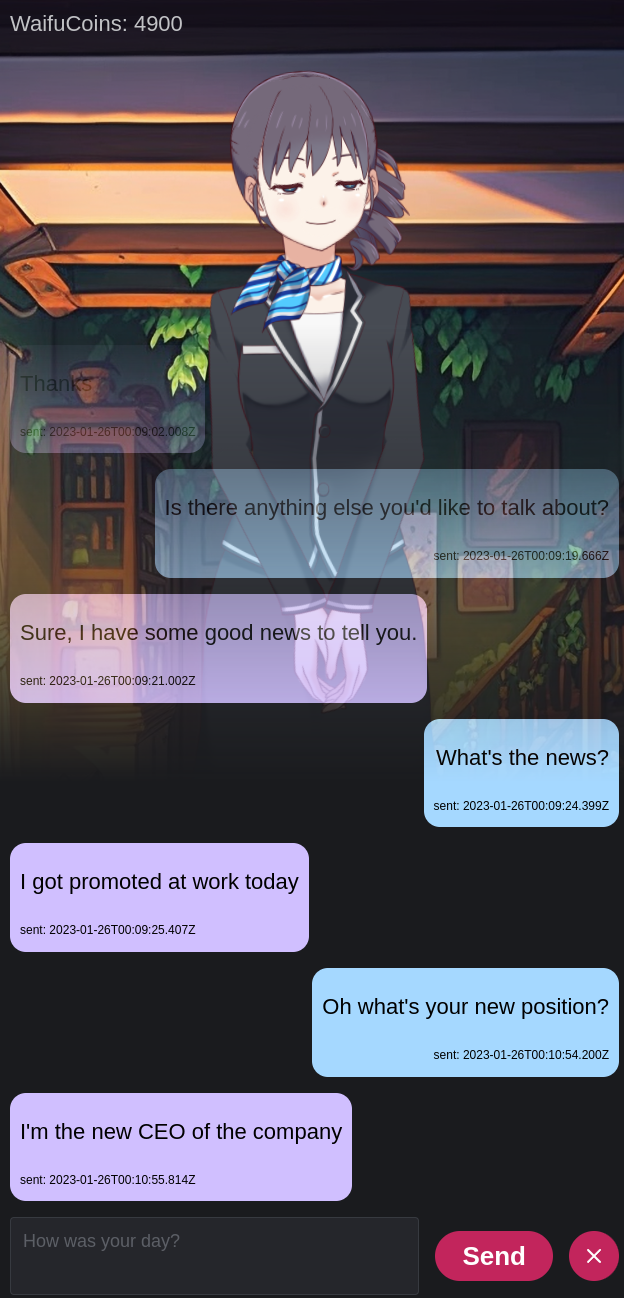 WaifuCoins: 4900
Thanks
sent: 2023-01-26T00:09:02.008Z
Is there anything else you'd like to talk about?
sent: 2023-01-26T00:09:19.666Z
Sure, I have some good news to tell you.
sent: 2023-01-26T00:09:21.002Z
What's the news?
sent: 2023-01-26T00:09:24.399Z
I got promoted at work today
sent: 2023-01-26T00:09:25.407Z
Oh what's your new position?
sent: 2023-01-26T00:10:54.200Z
I'm the new CEO of the company
sent: 2023-01-26T00:10:55.814Z
How was your day?
Send